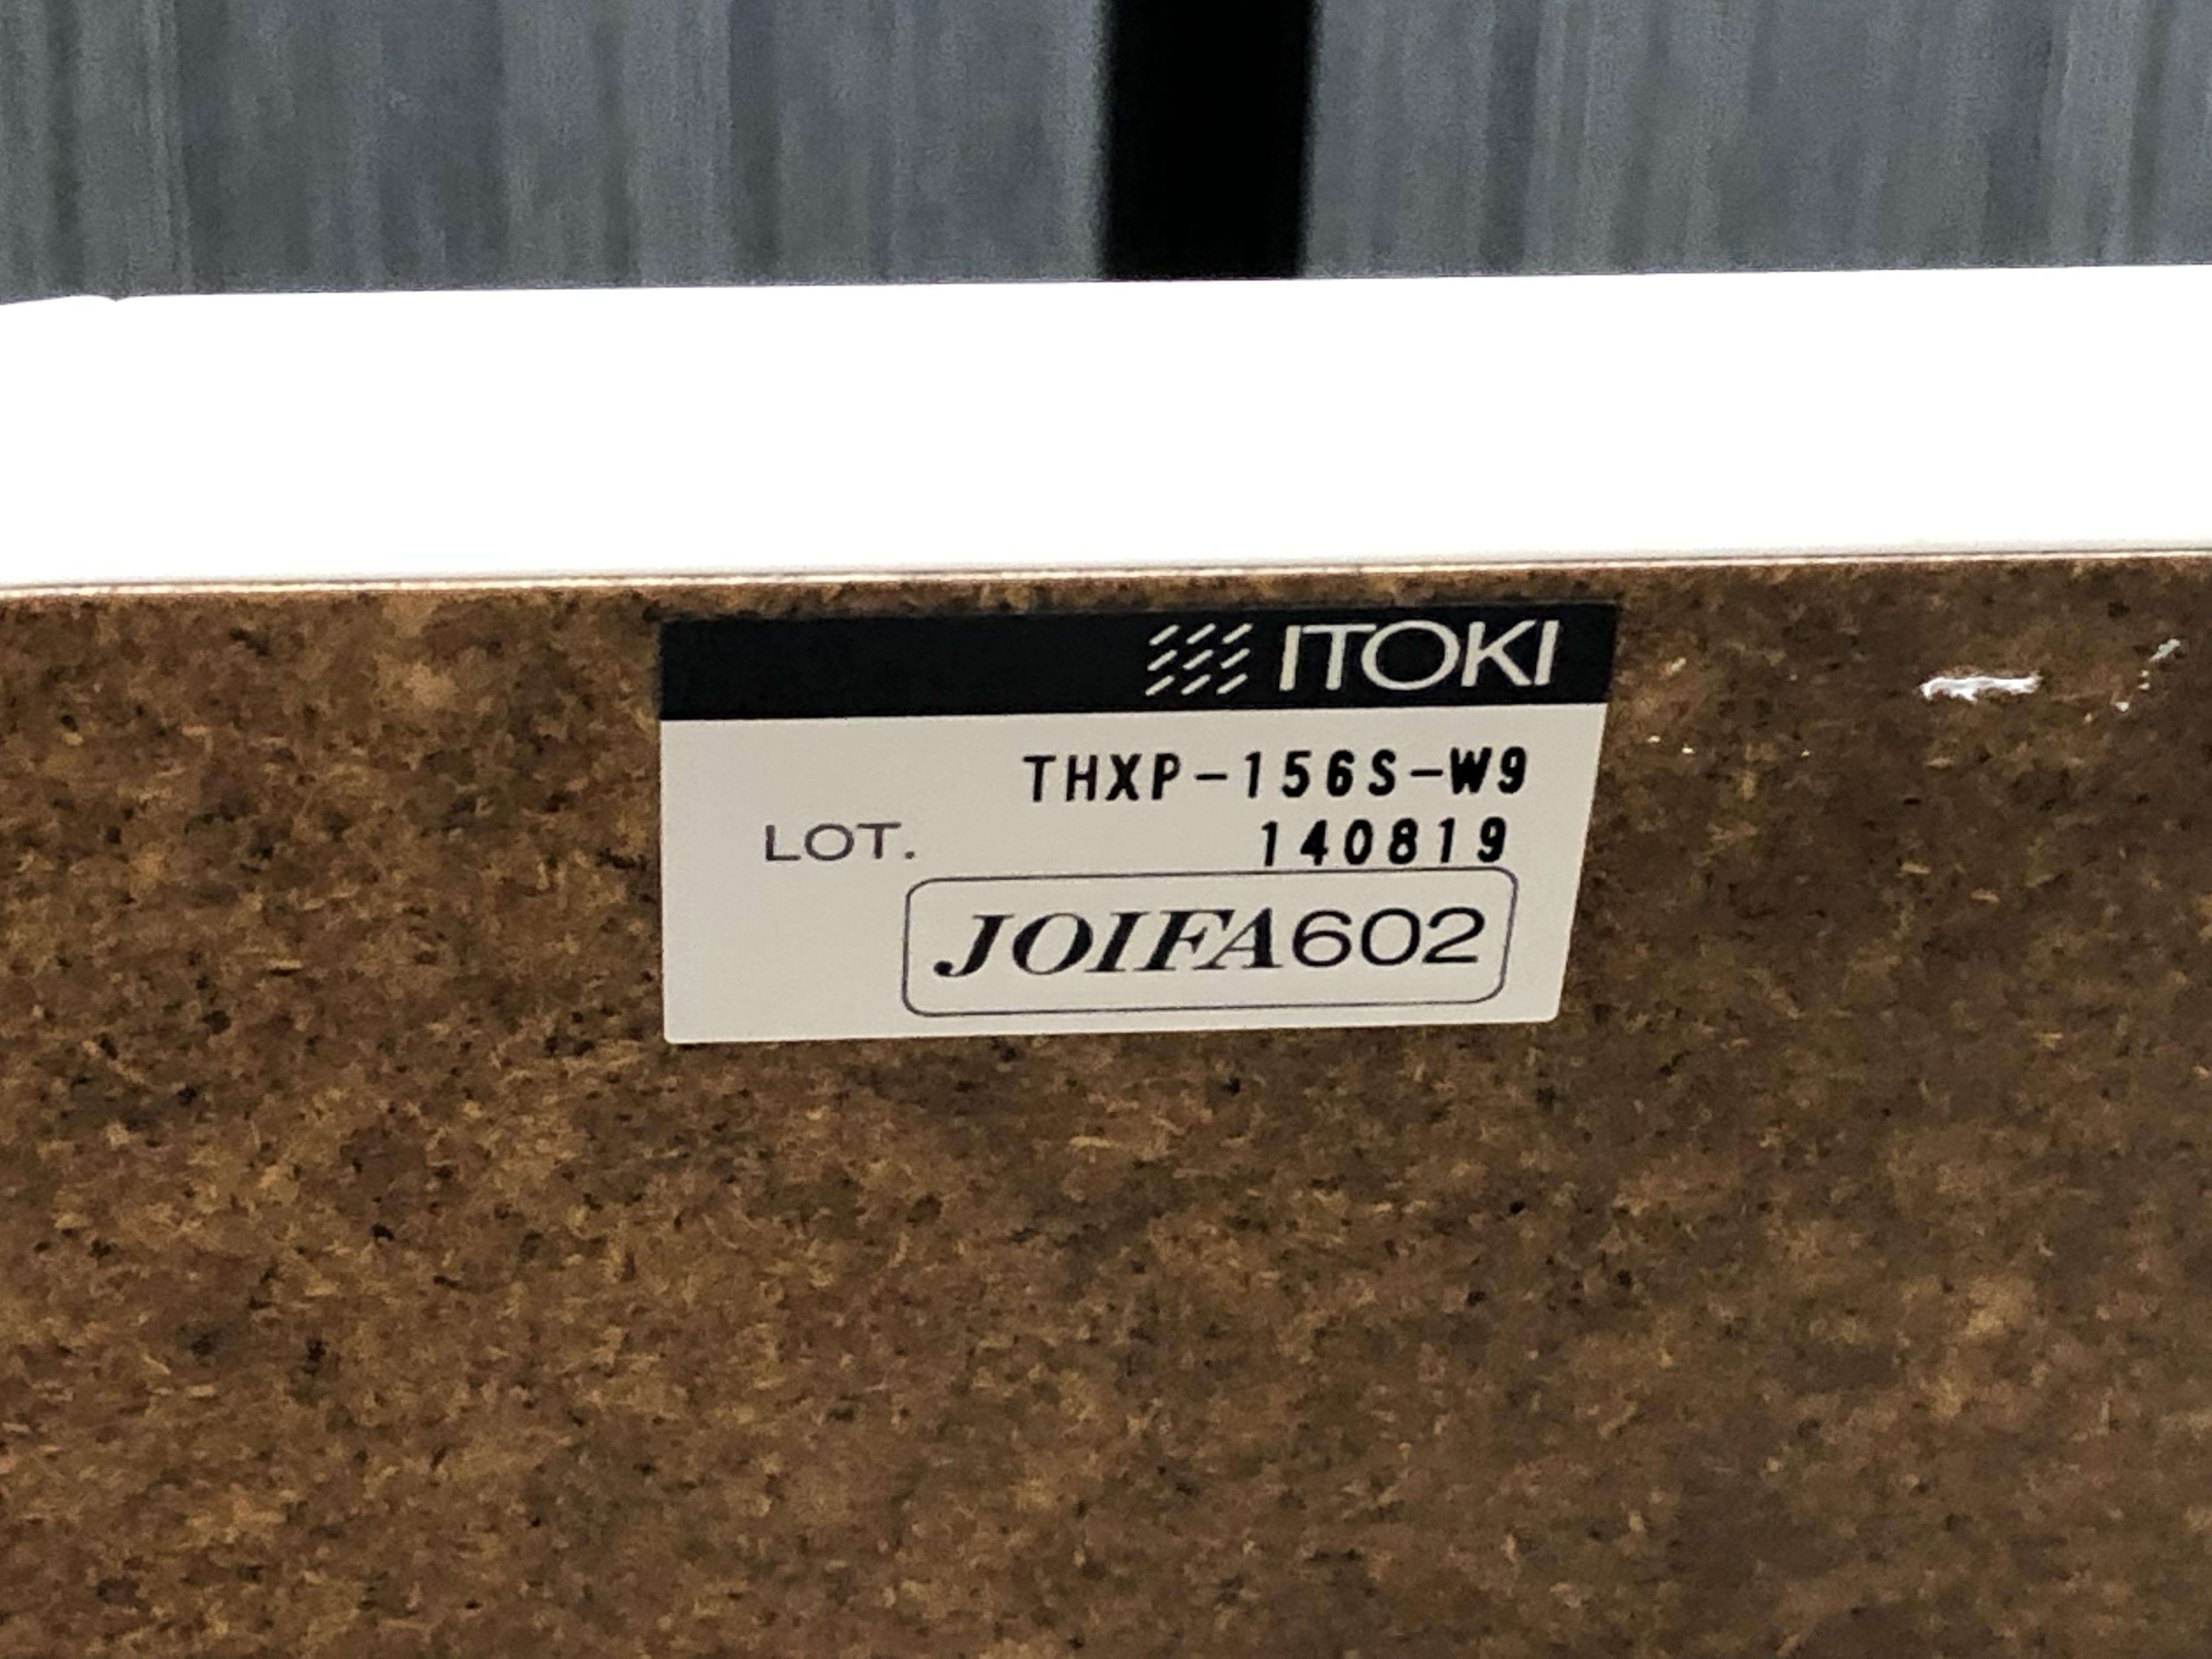 ITOKI
THXP-156S-W9
LOT. 140819
JOIFA602